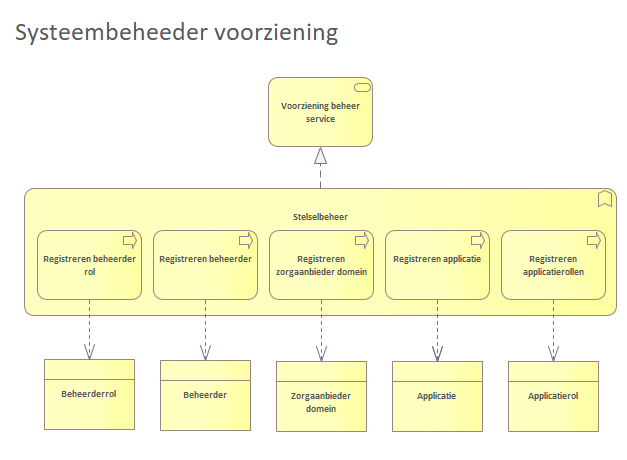 Systeembeheeder voorziening
Voorziening beheer
service
Stelselbeheer
Registreren beheerder
rol
Registreren beheerder
Registreren
zorgaanbieder domein
Registreren applicatie
Registreren
applicatierollen
Beheerderrol
Beheerder
Zorgaanbieder
domein
Applicatie
Applicatierol